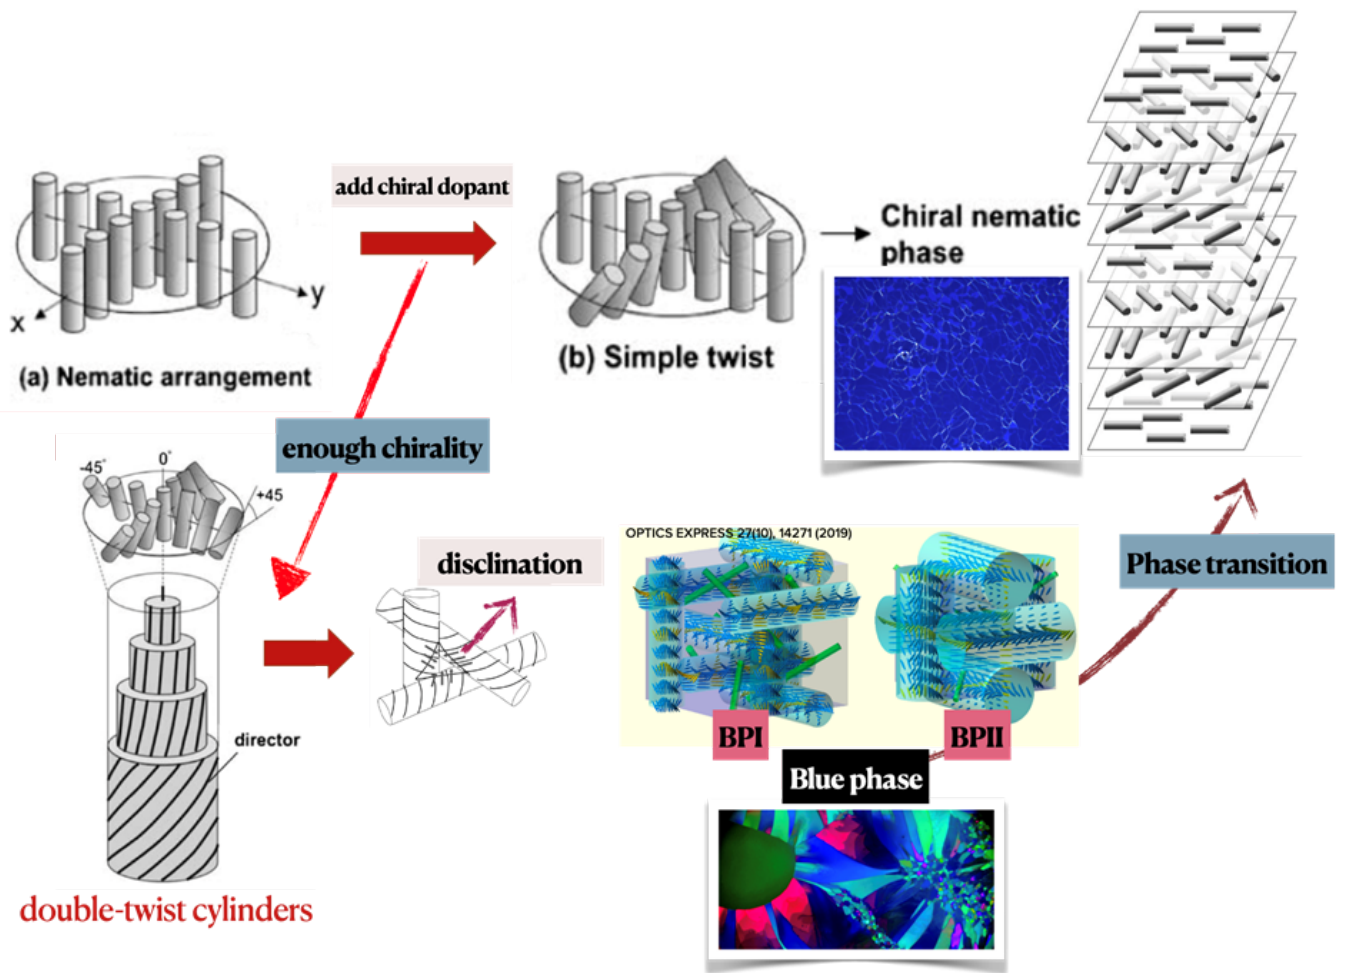 add chiral dopant
x
y
(a) Nematic arrangement
(b) Simple twist
Chiral nematic
phase
enough chirality
-45°
0°
+45
director
double-twist cylinders
disclination
OPTICS EXPRESS 27(10), 14271 (2019)
BPI
BPII
Blue phase
Phase transition